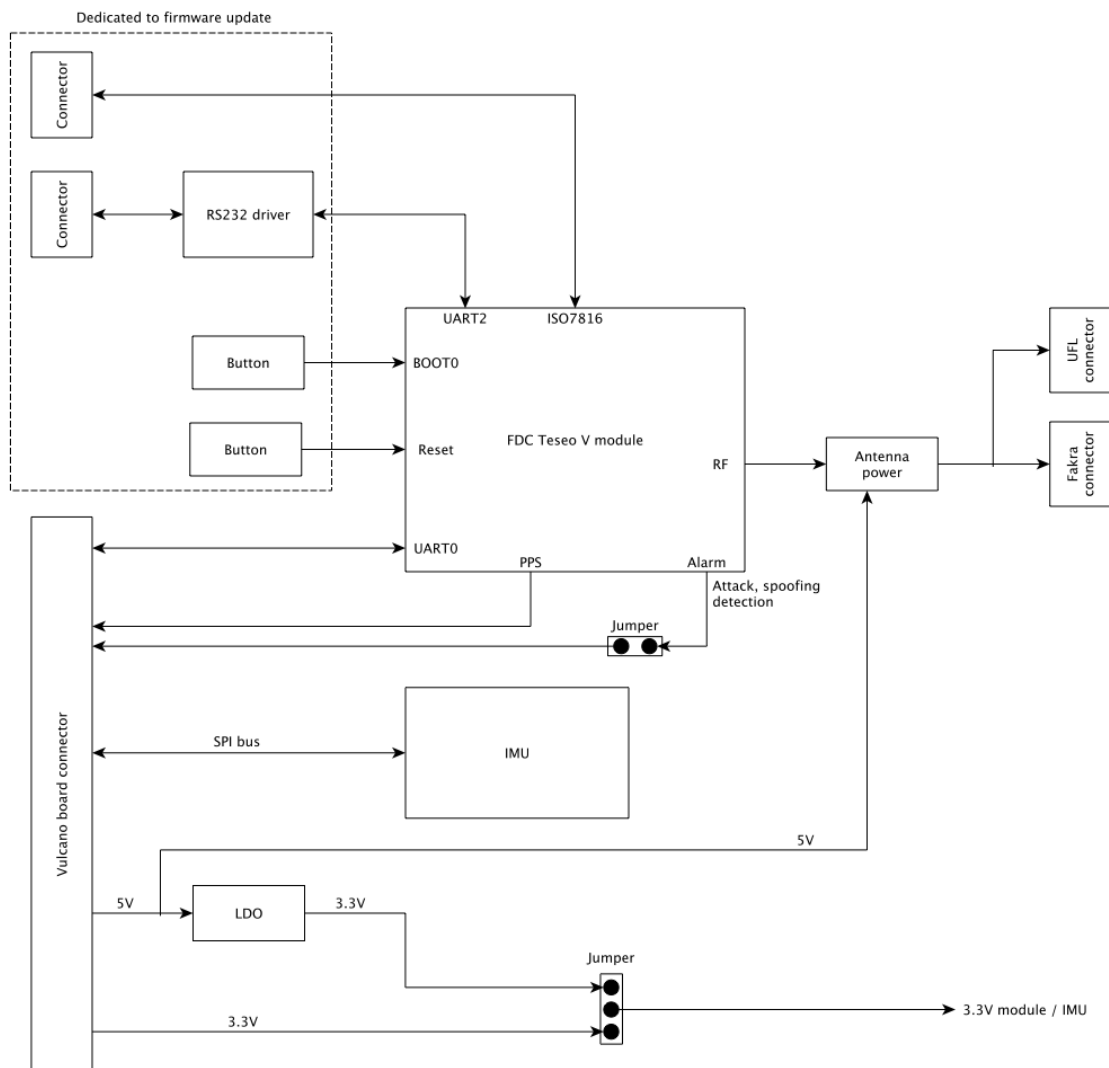 Dedicated to firmware update
Connector
Connector
RS232 driver
UART2
ISO7816
Button
BOOT0
UFL
connector
Button
Reset
FDC Teseo V module
RF
Antenna
power
Fakra
connector
UART0
PPS
Alarm
Attack, spoofing
detection
Jumper
Vulcano board connector
SPI bus
IMU
5V
5V
LDO
3.3V
Jumper
3.3V
3.3V module / IMU